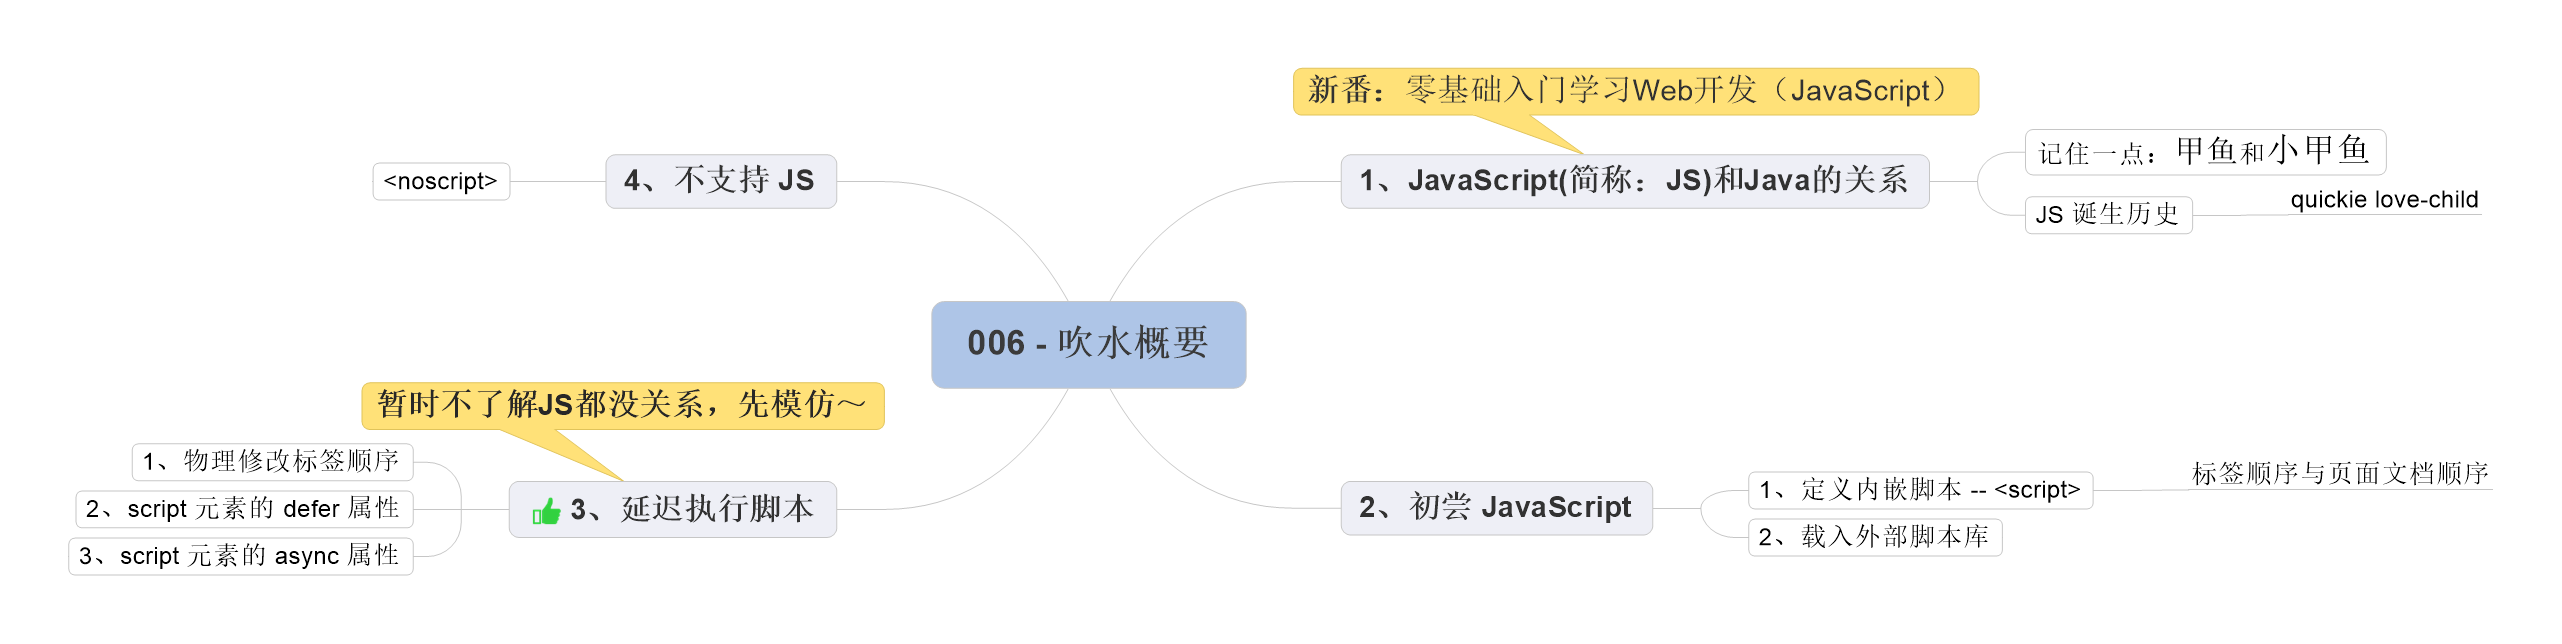 006 - 吹水概要
新番：零基础入门学习Web开发（JavaScript）
1、JavaScript(简称：JS)和Java的关系
记住一点：甲鱼和小甲鱼
JS 诞生历史
quickie love-child
2、初尝 JavaScript
1、定义内嵌脚本 -- <script>
标签顺序与页面文档顺序
2、载入外部脚本库
暂时不了解JS都没关系，先模仿～
3、延迟执行脚本
1、物理修改标签顺序
2、script 元素的 defer 属性
3、script 元素的 async 属性
4、不支持 JS
<noscript>